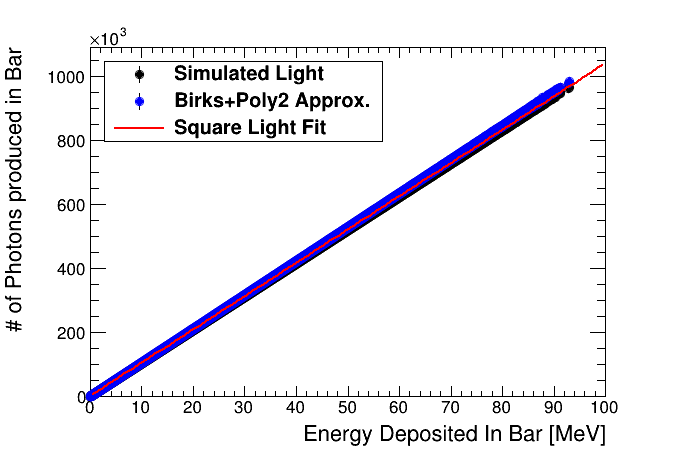 ×10³
# of Photons produced in Bar
1000
800
600
400
200
0
Simulated Light
Birks+Poly2 Approx.
Square Light Fit
0 10 20 30 40 50 60 70 80 90 100
Energy Deposited In Bar [MeV]